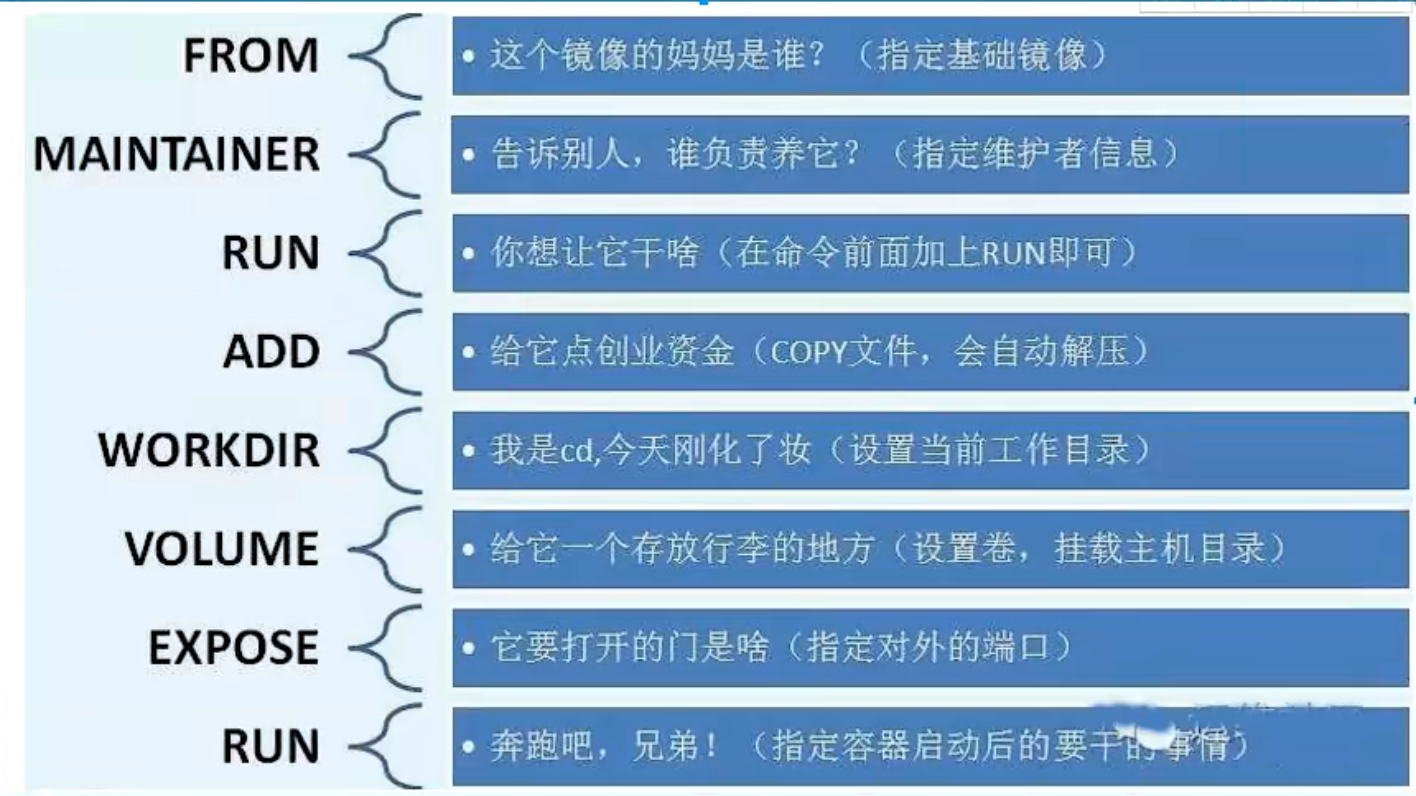 FROM
• 这个镜像的妈妈是谁？（指定基础镜像）
MAINTAINER
• 告诉别人，谁负责养它？（指定维护者信息）
RUN
• 你想让它干啥（在命令前面加上RUN即可）
ADD
• 给它点创业资金（COPY文件，会自动解压）
WORKDIR
• 我是cd,今天刚化了妆（设置当前工作目录）
VOLUME
• 给它一个存放行李的地方（设置卷，挂载主机目录）
EXPOSE
• 它要打开的门是啥（指定对外的端口）
RUN
• 奔跑吧，兄弟！（指定容器启动后的要干的事情）